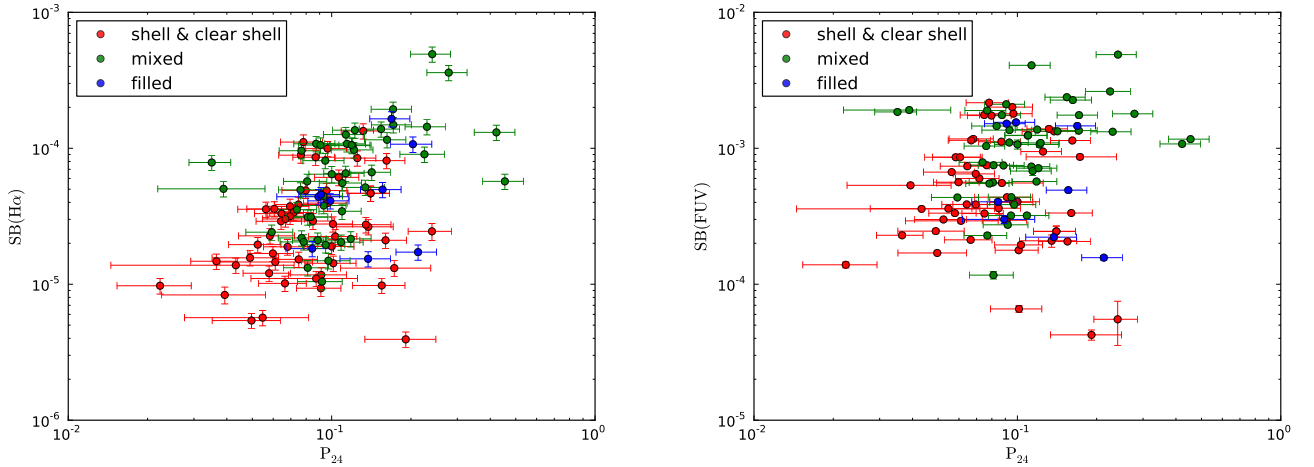 shell & clear shell
mixed
filled
SB(Hα)
10⁻³
10⁻⁴
10⁻⁵
10⁻⁶
10⁻² 10⁻¹ 10⁰
P₂₄
shell & clear shell
mixed
filled
SB(FUV)
10⁻²
10⁻³
10⁻⁴
10⁻⁵
10⁻² 10⁻¹ 10⁰
P₂₄